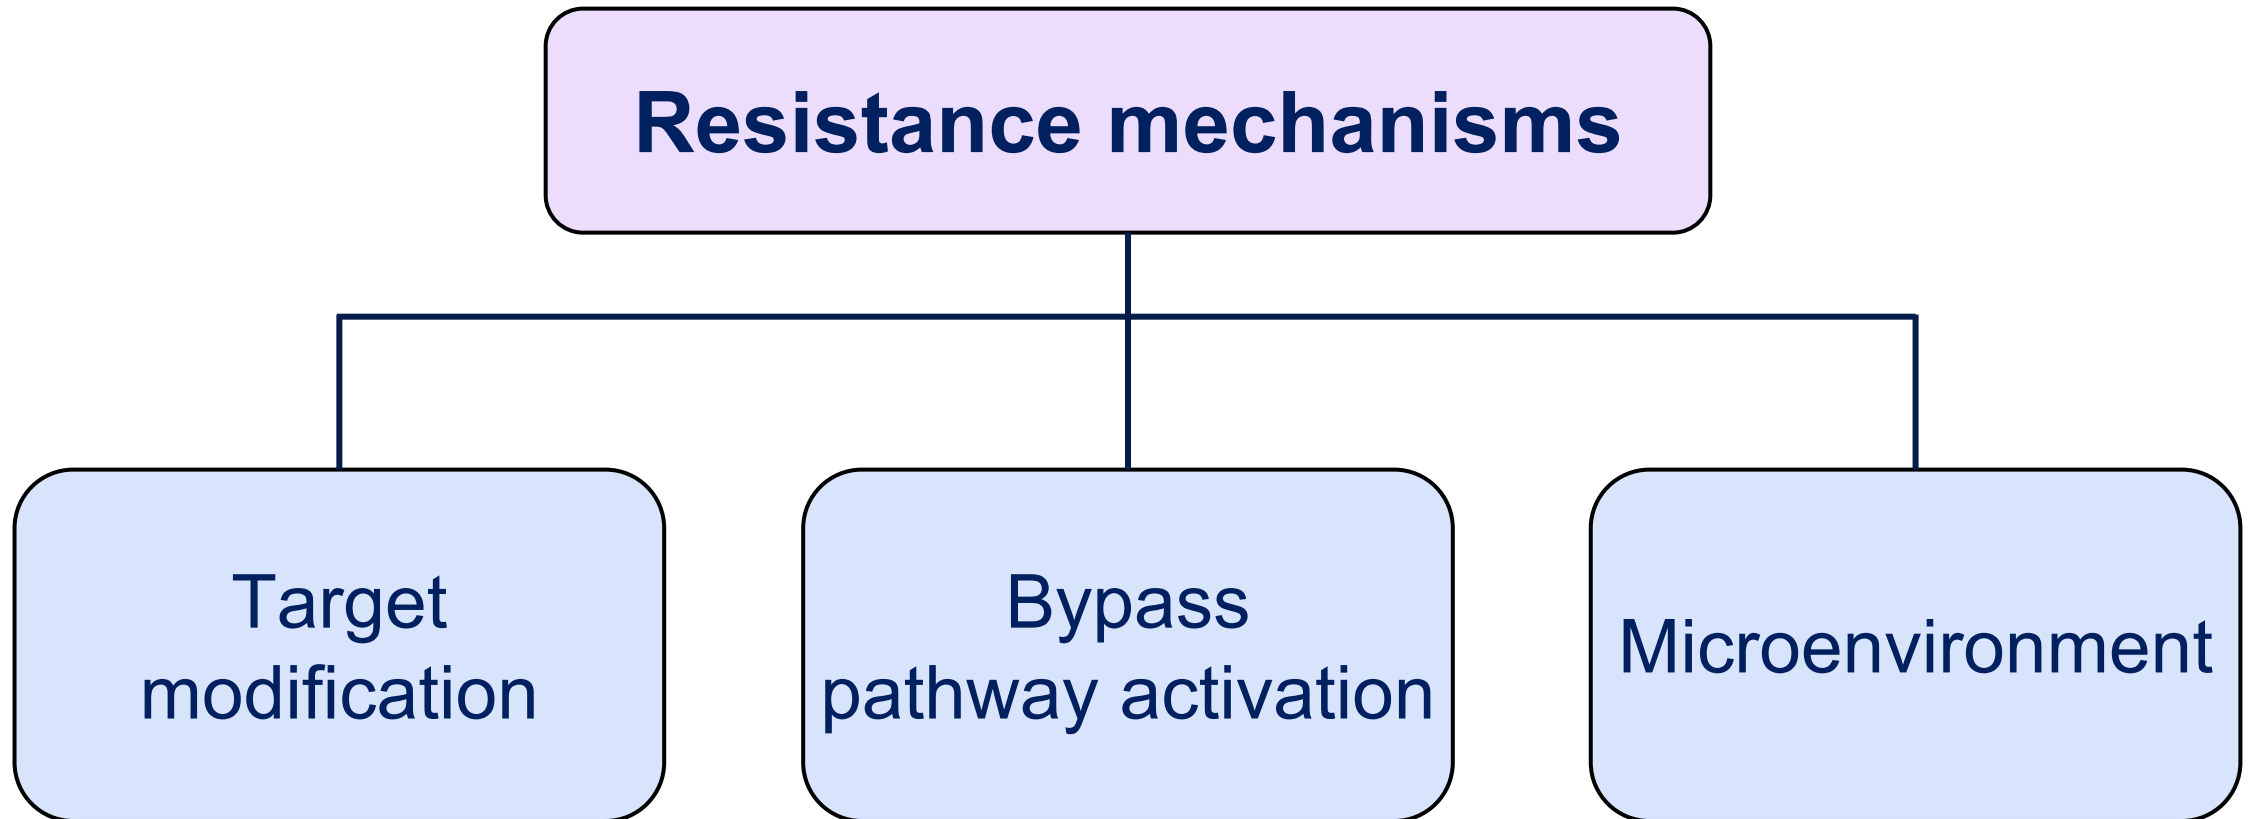 Resistance mechanisms
Target
modification
Bypass
pathway activation
Microenvironment